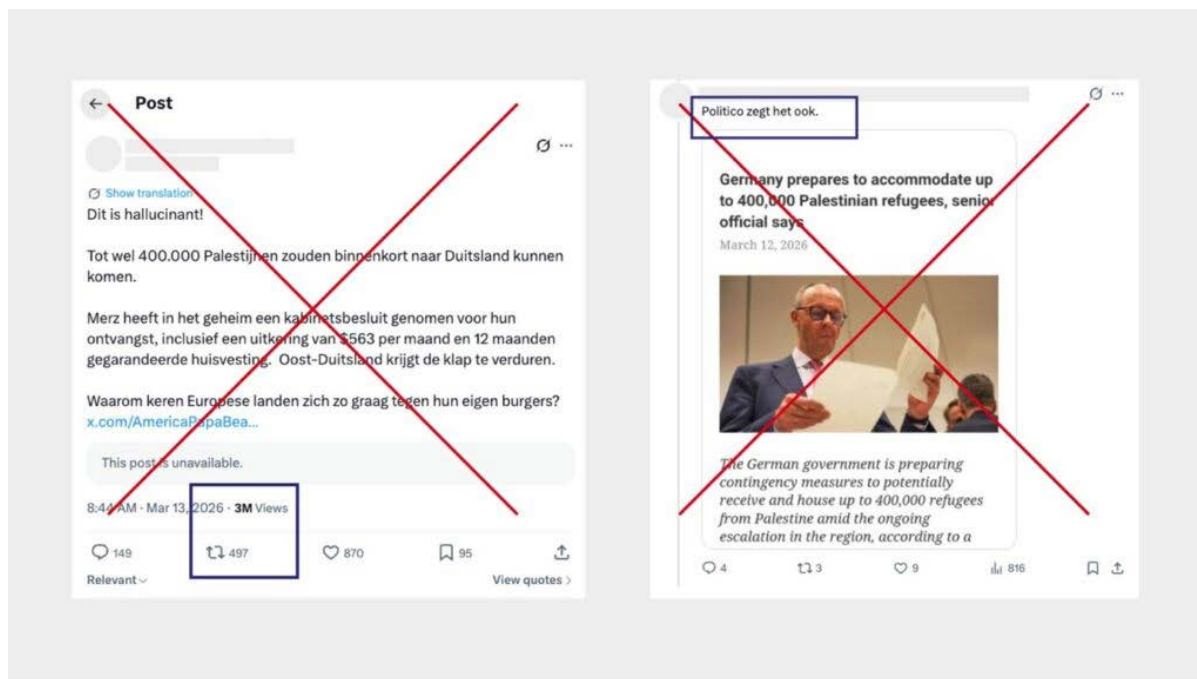 Post
Show translation
Dit is hallucinant!
Tot wel 400.000 Palestijnen zouden binnenkort naar Duitsland kunnen
komen.
Merz heeft in het geheim een kabinetsbesluit genomen voor hun
ontvangst, inclusief een uitkering van $563 per maand en 12 maanden
gegarandeerde huisvesting. Oost-Duitsland krijgt de klap te verduren.
Waarom keren Europese landen zich zo graag tegen hun eigen burgers?
x.com/AmericaPapaBea...
This post is unavailable.
8:44 AM · Mar 13, 2026 · 3M Views
149 497 870 95
Relevant View quotes
Politico zegt het ook.
Germany prepares to accommodate up
to 400,000 Palestinian refugees, senior
official says
March 12, 2026
The German government is preparing
contingency measures to potentially
receive and house up to 400,000 refugees
from Palestine amid the ongoing
escalation in the region, according to a
4 3 9 816